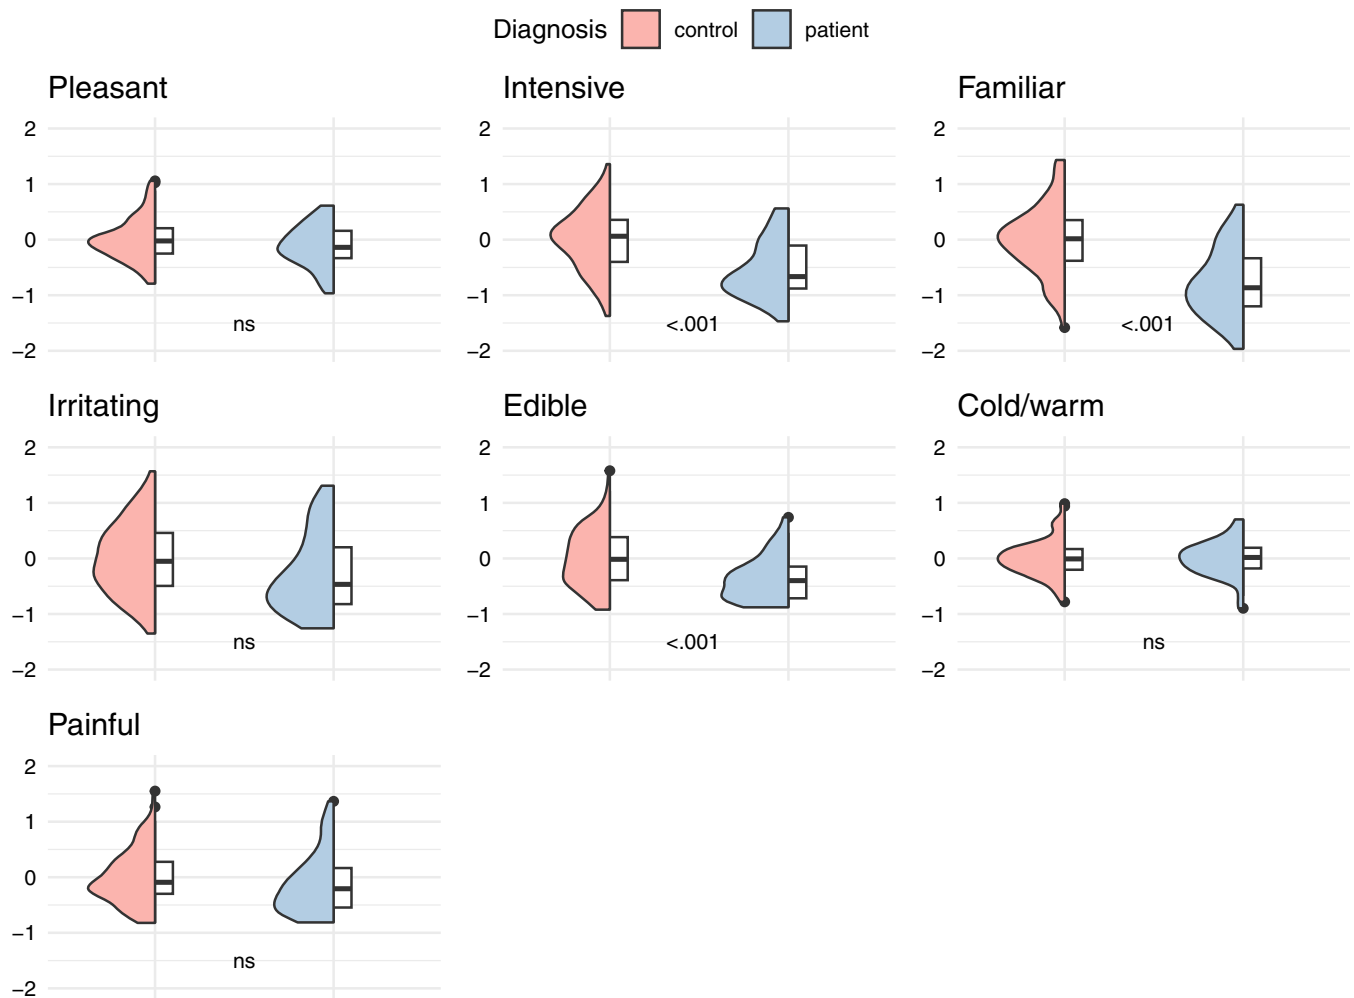 Diagnosis control patient
Pleasant Intensive Familiar
2 2 2
1 1 1
0 0 0
−1 −1 −1
ns <.001 <.001
−2 −2 −2
Irritating Edible Cold/warm
2 2 2
1 1 1
0 0 0
−1 −1 −1
ns <.001 ns
−2 −2 −2
Painful
2
1
0
−1
ns
−2